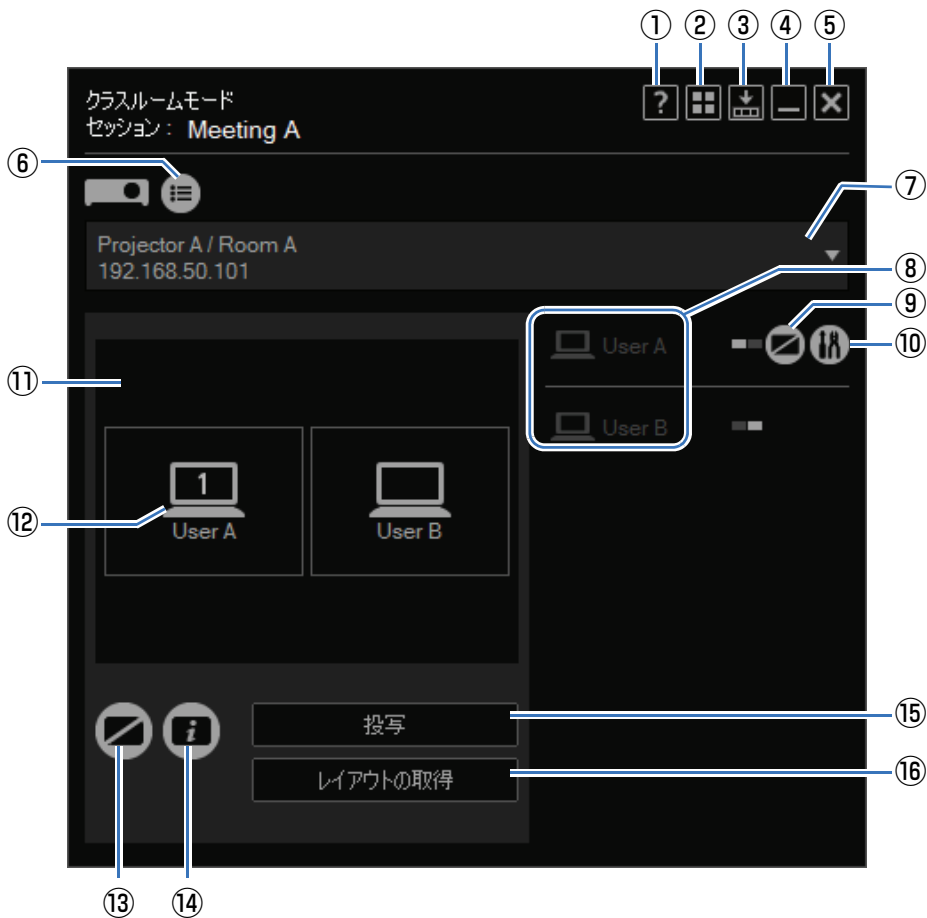 ① ② ③ ④ ⑤
クラスルームモード
セッション： Meeting A
⑥
⑦
Projector A / Room A
192.168.50.101
⑧
⑨
User A
⑩
⑪
User B
1
⑫
User A
User B
投写
⑮
i
レイアウトの取得
⑯
⑬ ⑭